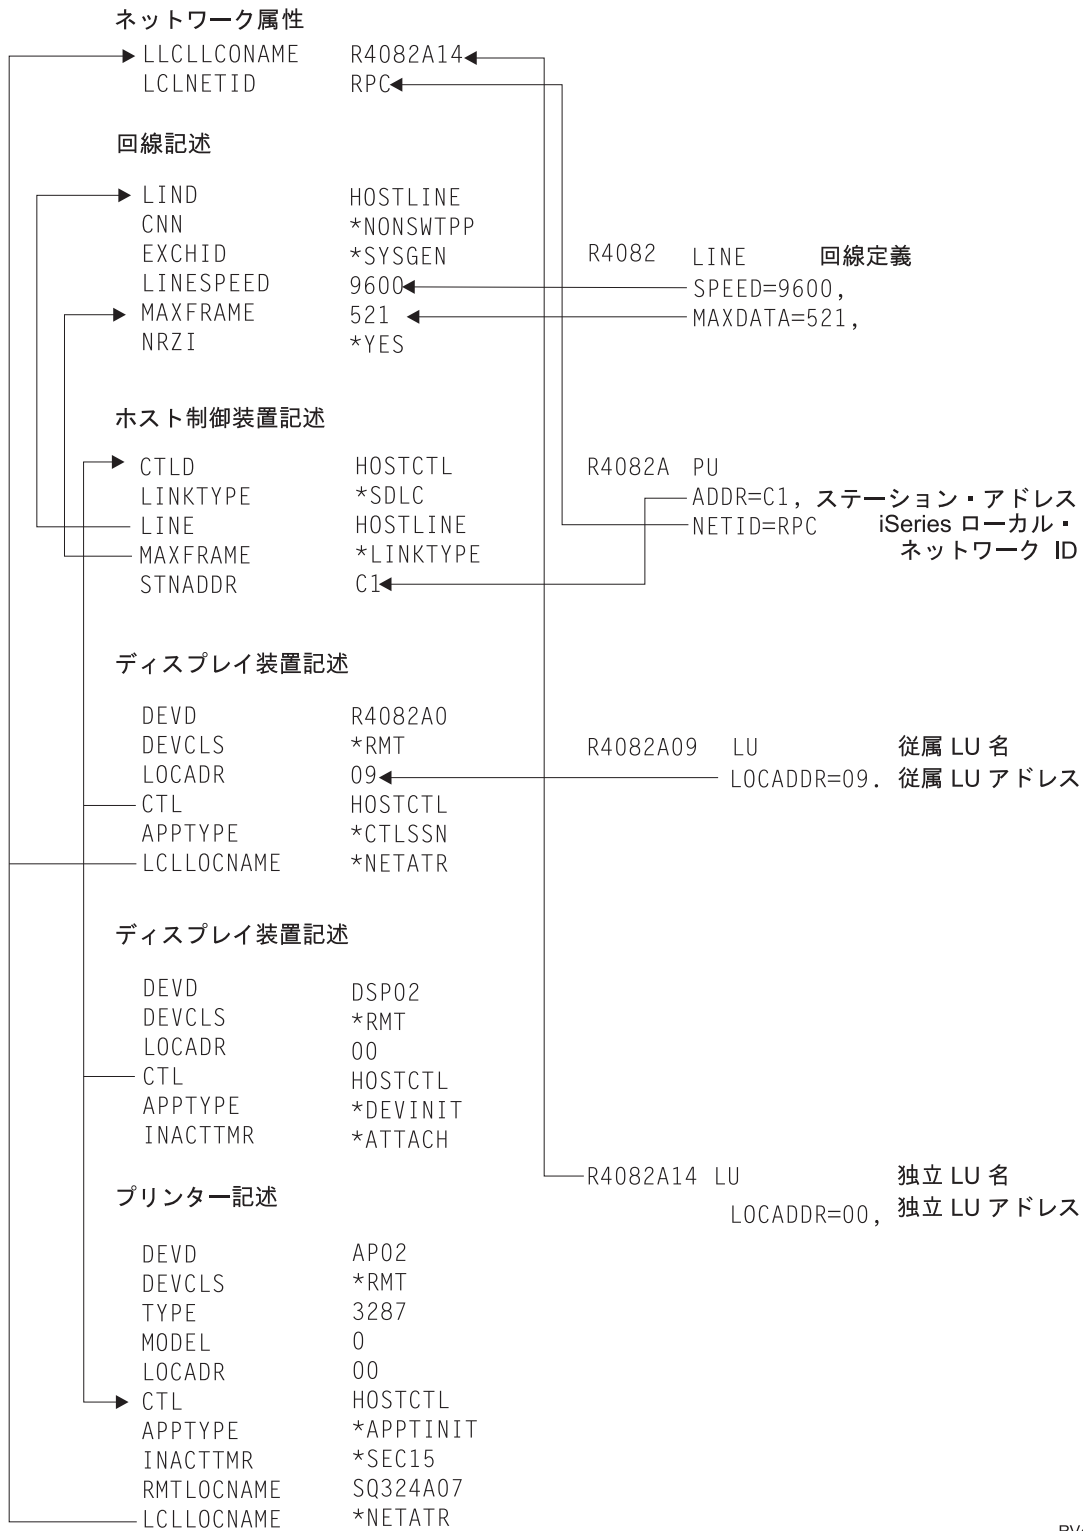 ネットワーク属性
LLCLLCONAME R4082A14
LCLNETID RPC
回線記述
LIND HOSTLINE
CNN *NONSWTPP
EXCHID *SYSGEN
LINESPEED 9600
MAXFRAME 521
NRZI *YES
R4082 LINE 回線定義
SPEED=9600,
MAXDATA=521,
ホスト制御装置記述
CTLD HOSTCTL
LINKTYPE *SDLC
LINE HOSTLINE
MAXFRAME *LINKTYPE
STNADDR C1
R4082A PU
ADDR=C1, ステーション・アドレス
NETID=RPC iSeries ローカル・
ネットワーク ID
ディスプレイ装置記述
DEVD R4082A0
DEVCLS *RMT
LOCADR 09
CTL HOSTCTL
APPTYPE *CTLSSN
LCLLOCNAME *NETATR
R4082A09 LU 従属 LU 名
LOCADDR=09. 従属 LU アドレス
ディスプレイ装置記述
DEVD DSP02
DEVCLS *RMT
LOCADR 00
CTL HOSTCTL
APPTYPE *DEVINIT
INACTTMR *ATTACH
R4082A14 LU 独立 LU 名
LOCADDR=00, 独立 LU アドレス
プリンター記述
DEVD AP02
DEVCLS *RMT
TYPE 3287
MODEL 0
LOCADR 00
CTL HOSTCTL
APPTYPE *APPTINIT
INACTTMR *SEC15
RMTLOCNAME SQ324A07
LCLLOCNAME *NETATR